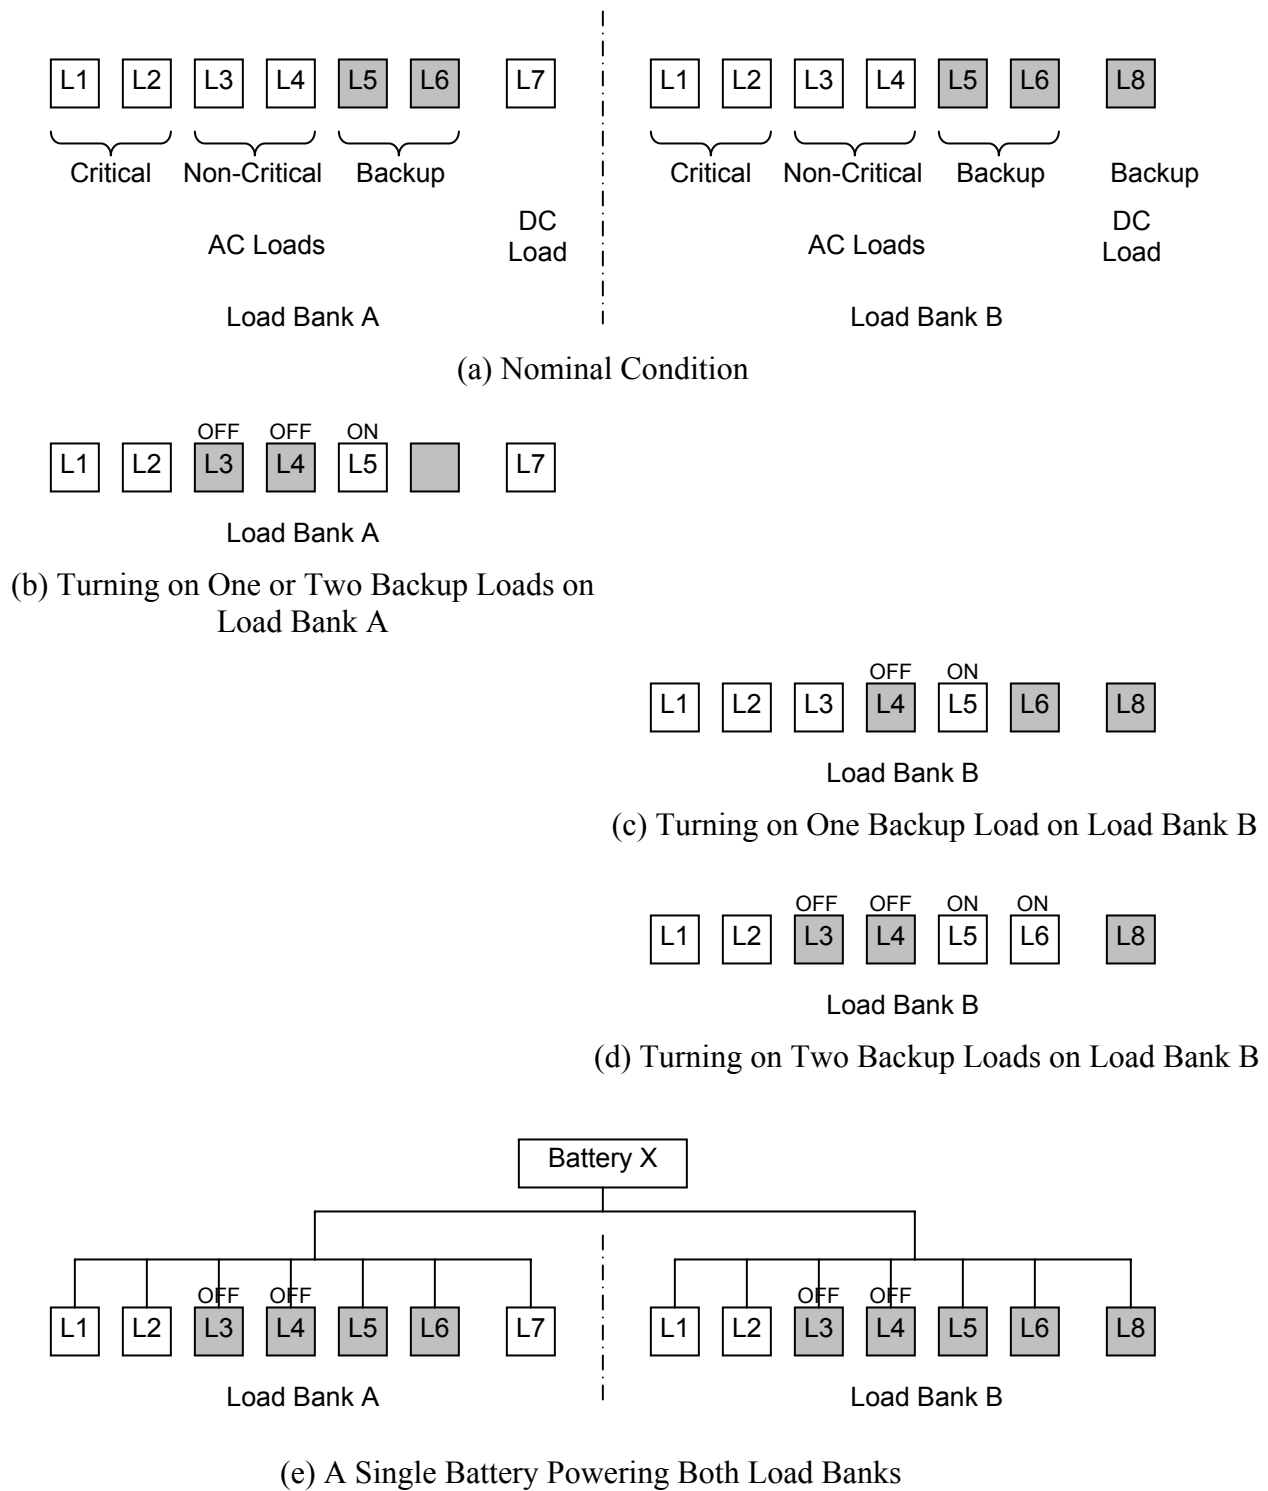 L1 L2 L3 L4 L5 L6 L7 L1 L2 L3 L4 L5 L6 L8
Critical Non-Critical Backup Critical Non-Critical Backup Backup
DC DC
AC Loads Load AC Loads Load
Load Bank A Load Bank B
(a) Nominal Condition
OFF OFF ON
L1 L2 L3 L4 L5 L7
Load Bank A
(b) Turning on One or Two Backup Loads on
Load Bank A
OFF ON
L1 L2 L3 L4 L5 L6 L8
Load Bank B
(c) Turning on One Backup Load on Load Bank B
OFF OFF ON ON
L1 L2 L3 L4 L5 L6 L8
Load Bank B
(d) Turning on Two Backup Loads on Load Bank B
Battery X
OFF OFF OFF OFF
L1 L2 L3 L4 L5 L6 L7 L1 L2 L3 L4 L5 L6 L8
Load Bank A Load Bank B
(e) A Single Battery Powering Both Load Banks